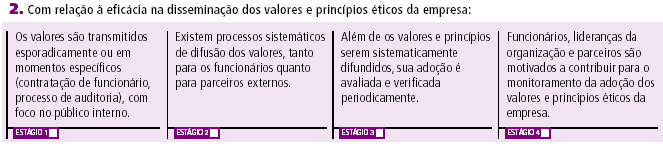 2. Com relação à eficácia na disseminação dos valores e princípios éticos da empresa:
Os valores são transmitidos
esporadicamente ou em
momentos específicos
(contratação de funcionário,
processo de auditoria), com
foco no público interno.
ESTÁGIO 1
Existem processos sistemáticos
de difusão dos valores, tanto
para os funcionários quanto
para parceiros externos.
ESTÁGIO 2
Além de os valores e princípios
serem sistematicamente
difundidos, sua adoção é
avaliada e verificada
periodicamente.
ESTÁGIO 3
Funcionários, lideranças da
organização e parceiros são
motivados a contribuir para o
monitoramento da adoção dos
valores e princípios éticos da
empresa.
ESTÁGIO 4